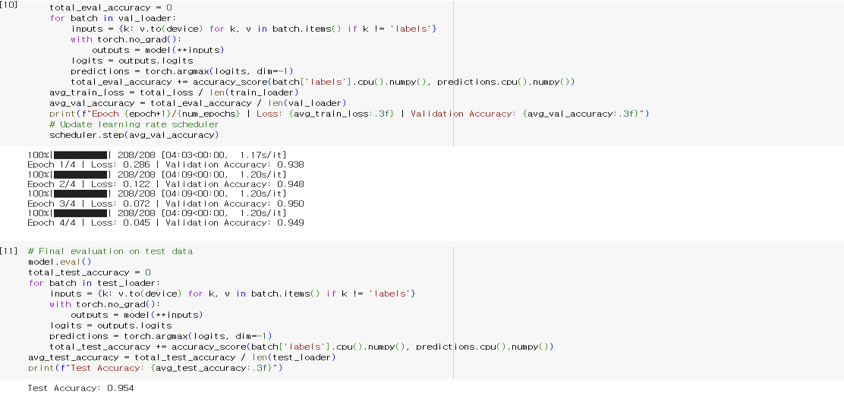 [10]
total_eval_accuracy = 0
for batch in val_loader:
inputs = {k: v.to(device) for k, v in batch.items() if k != 'labels'}
with torch.no_grad():
outputs = model(**inputs)
logits = outputs.logits
predictions = torch.argmax(logits, dim=-1)
total_eval_accuracy += accuracy_score(batch['labels'].cpu().numpy(), predictions.cpu().numpy())
avg_train_loss = total_loss / len(train_loader)
avg_val_accuracy = total_eval_accuracy / len(val_loader)
print(f"Epoch {epoch+1}/{num_epochs} | Loss: {avg_train_loss:.3f} | Validation Accuracy: {avg_val_accuracy:.3f}")
# Update learning rate scheduler
scheduler.step(avg_val_accuracy)
100%|██████████| 208/208 [04:03<00:00, 1.17s/it]
Epoch 1/4 | Loss: 0.286 | Validation Accuracy: 0.938
100%|██████████| 208/208 [04:09<00:00, 1.20s/it]
Epoch 2/4 | Loss: 0.122 | Validation Accuracy: 0.948
100%|██████████| 208/208 [04:09<00:00, 1.20s/it]
Epoch 3/4 | Loss: 0.072 | Validation Accuracy: 0.950
100%|██████████| 208/208 [04:09<00:00, 1.20s/it]
Epoch 4/4 | Loss: 0.045 | Validation Accuracy: 0.949
[11] # Final evaluation on test data
model.eval()
total_test_accuracy = 0
for batch in test_loader:
inputs = {k: v.to(device) for k, v in batch.items() if k != 'labels'}
with torch.no_grad():
outputs = model(**inputs)
logits = outputs.logits
predictions = torch.argmax(logits, dim=-1)
total_test_accuracy += accuracy_score(batch['labels'].cpu().numpy(), predictions.cpu().numpy())
avg_test_accuracy = total_test_accuracy / len(test_loader)
print(f"Test Accuracy: {avg_test_accuracy:.3f}")
Test Accuracy: 0.954